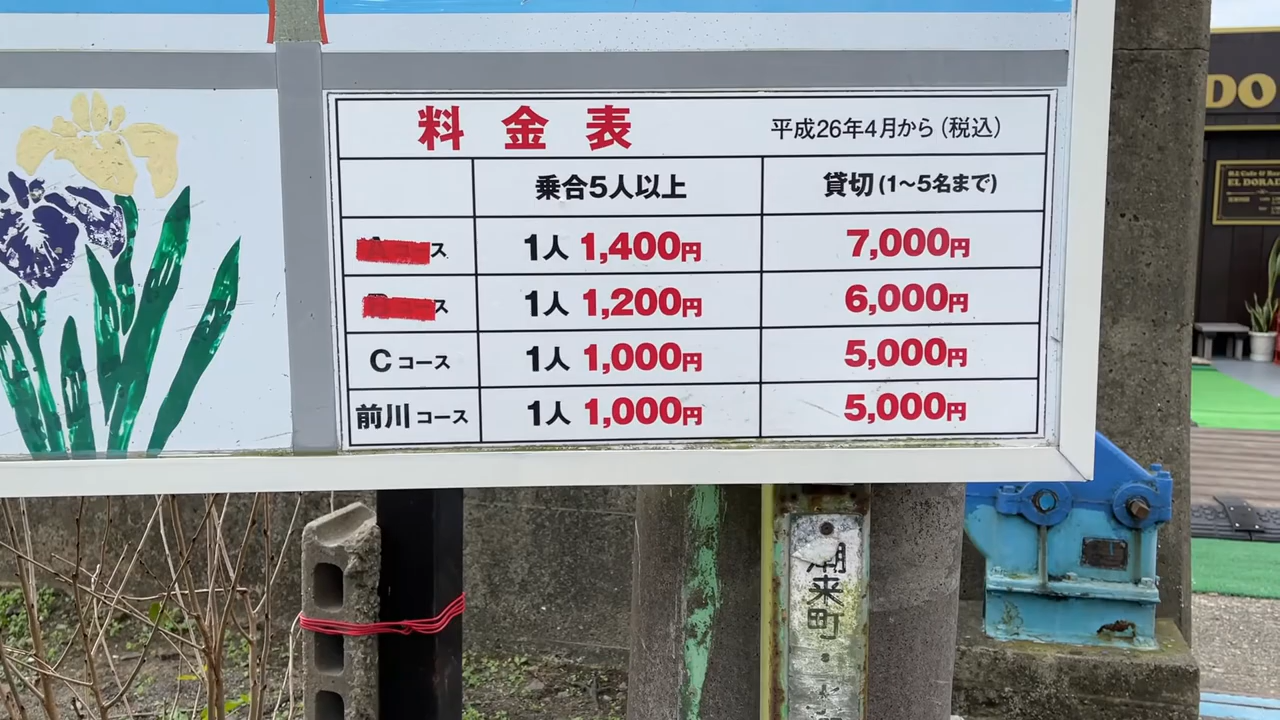 料金表 平成26年4月から(税込)
乗合5人以上 貸切(1〜5名まで)
ス 1人 1,400円 7,000円
ス 1人 1,200円 6,000円
Cコース 1人 1,000円 5,000円
前川コース 1人 1,000円 5,000円
潮来町
DO
EL DORADO